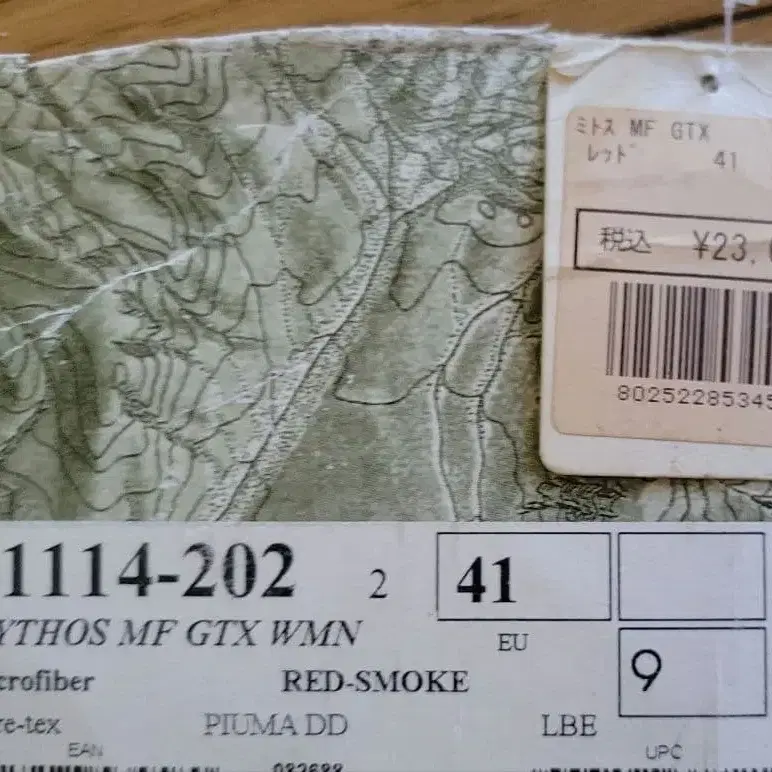 ミトス MF GTX
レッド 41
税込 ¥23,
80252285345
1114-202 2 41
YTHOS MF GTX WMN EU
crofiber RED-SMOKE 9
re-tex PIUMA DD LBE
EAN UPC